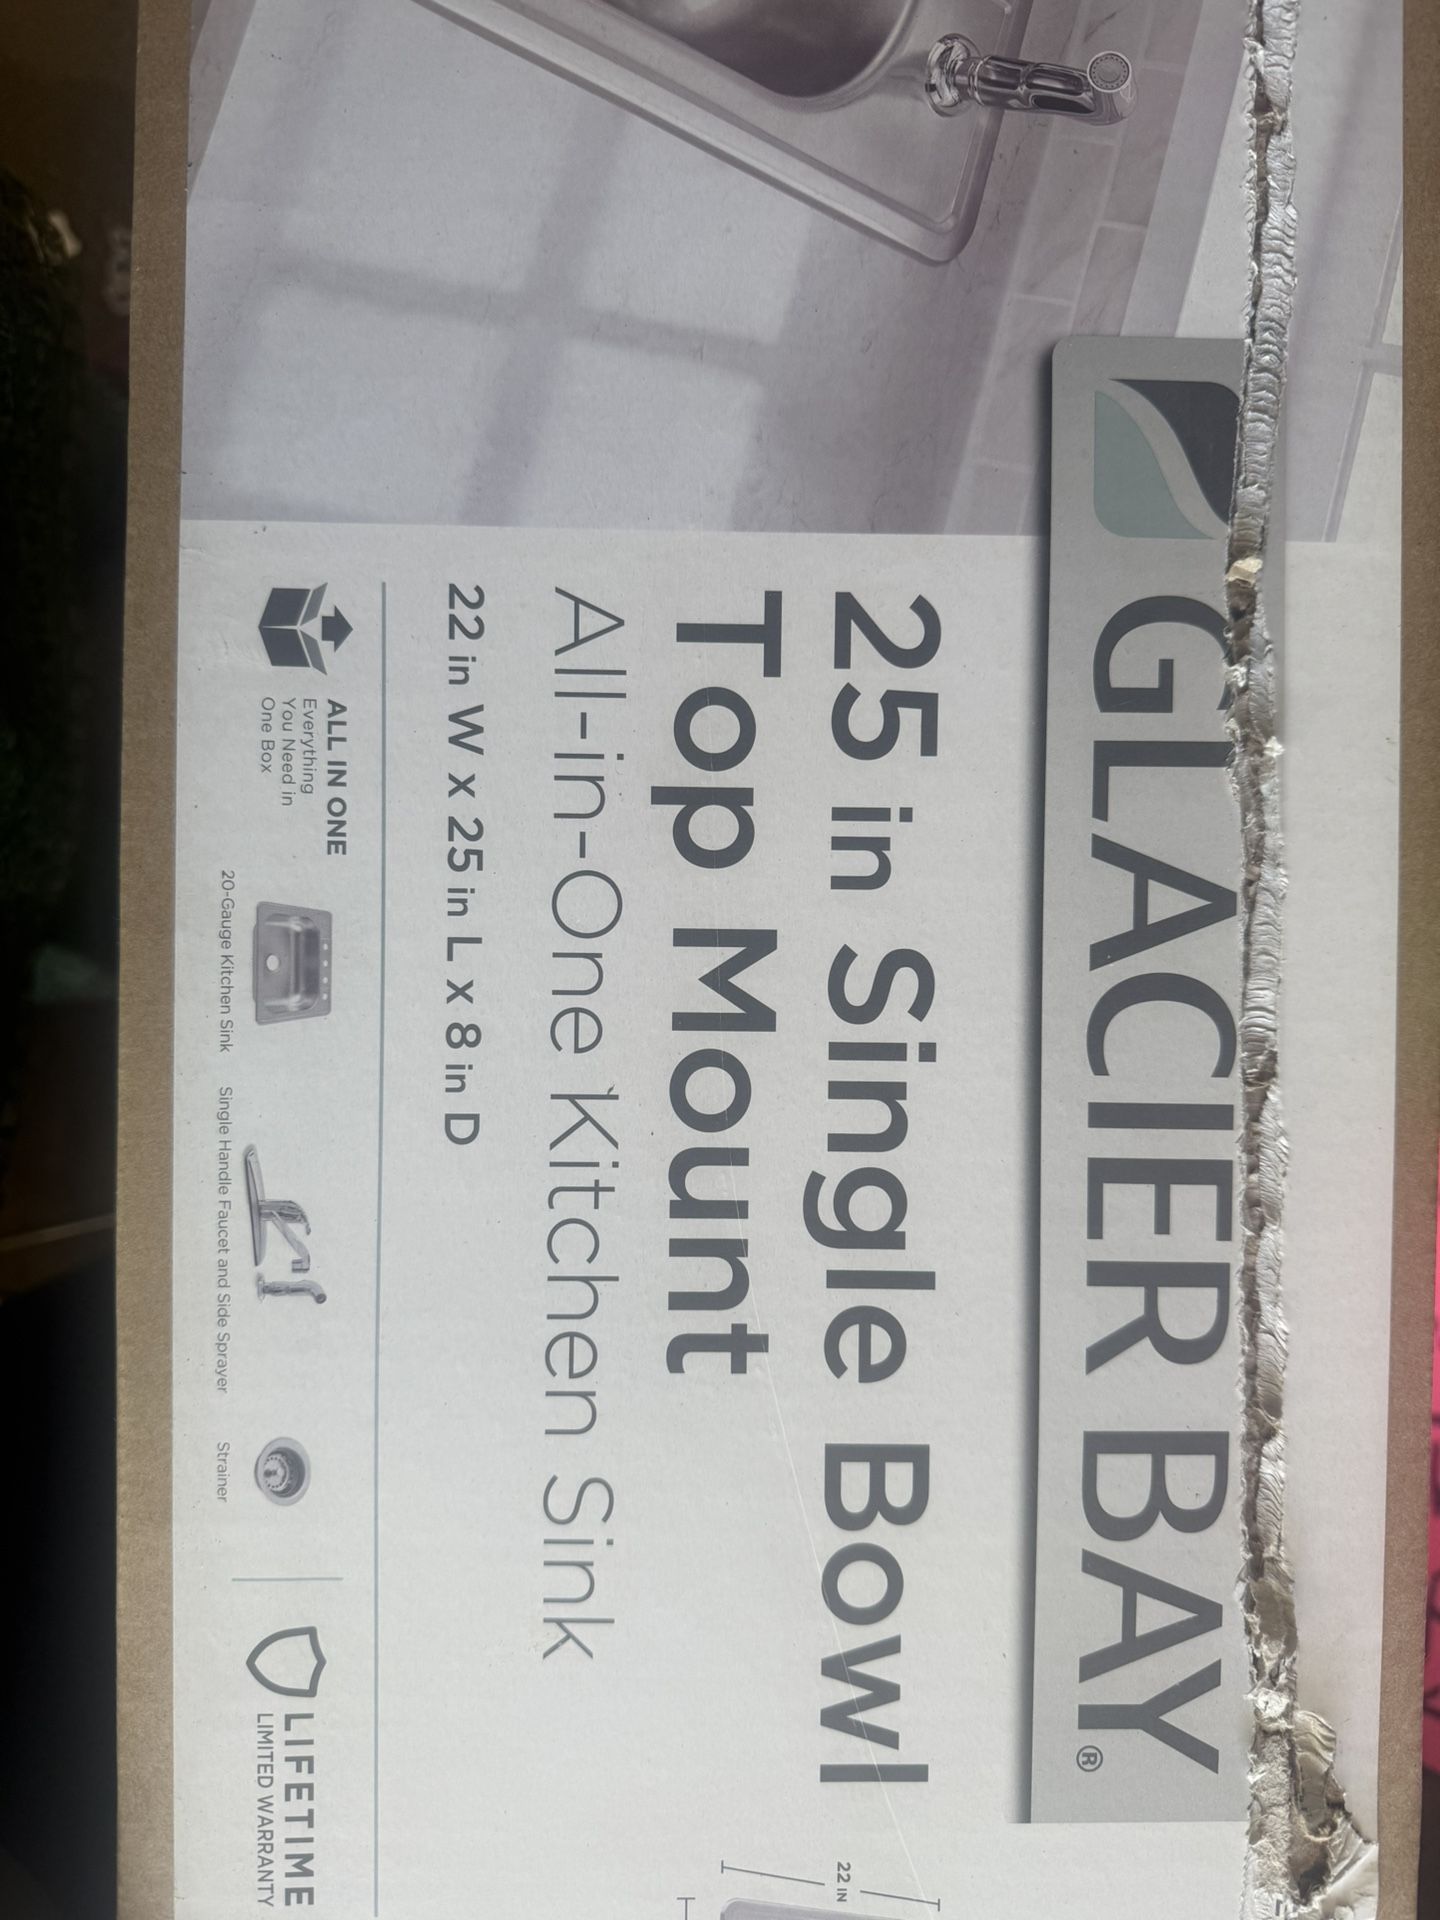 GLACIER BAY®
25 in Single Bowl
Top Mount
All-in-One Kitchen Sink
22 in W x 25 in L x 8 in D
ALL IN ONE
Everything
You Need in
One Box
20-Gauge Kitchen Sink
Single Handle Faucet and Side Sprayer
Strainer
LIFETIME
LIMITED WARRANTY
22 IN